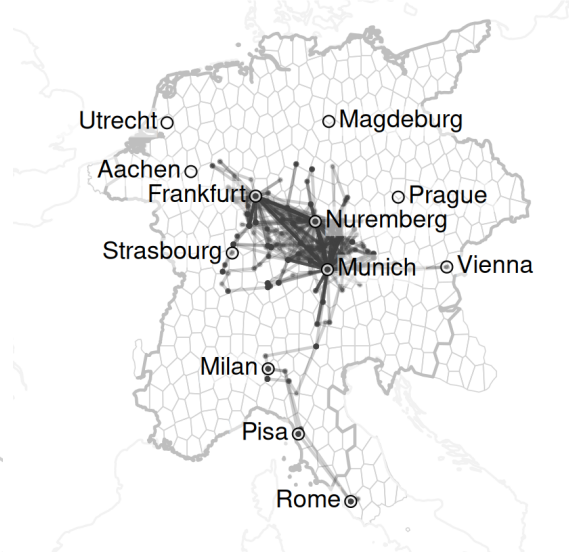 Utrecht
Magdeburg
Aachen
Frankfurt
Prague
Nuremberg
Strasbourg
Munich
Vienna
Milan
Pisa
Rome